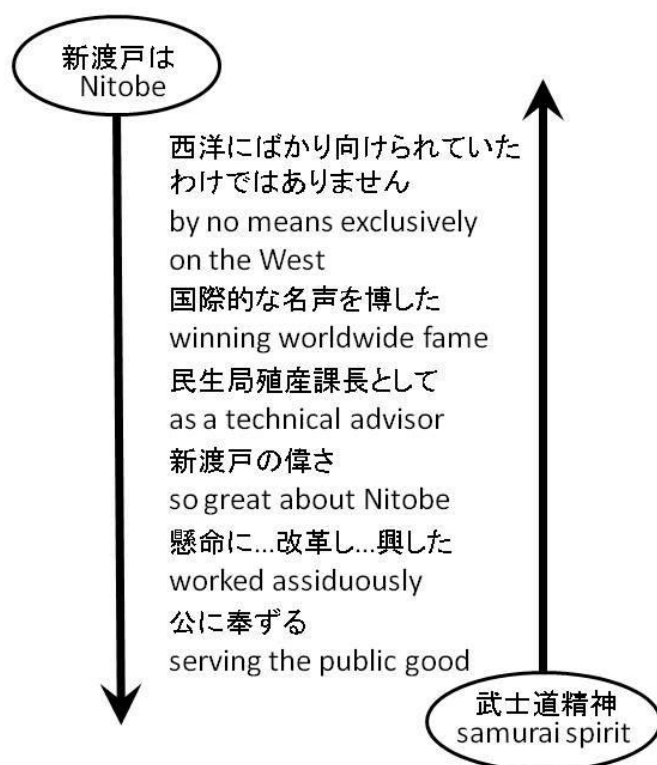 新渡戸は
Nitobe
西洋にばかり向けられていた
わけではありません
by no means exclusively
on the West
国際的な名声を博した
winning worldwide fame
民生局殖産課長として
as a technical advisor
新渡戸の偉さ
so great about Nitobe
懸命に...改革し...興した
worked assiduously
公に奉ずる
serving the public good
武士道精神
samurai spirit